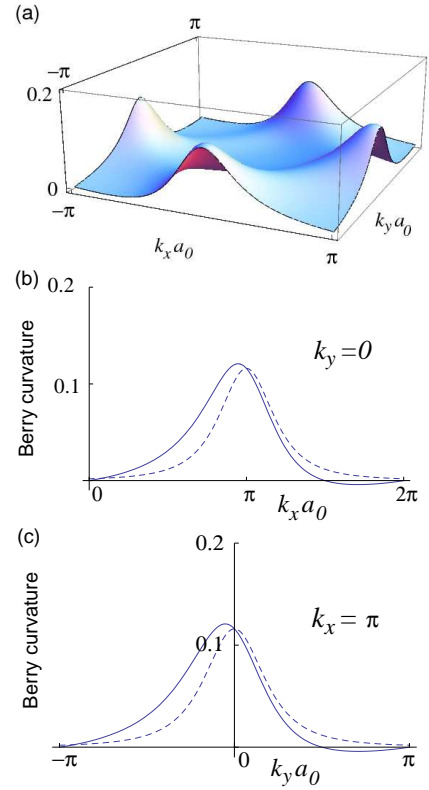 (a)
π
−π
0.2
0
−π
k_x a_0
π
k_y a_0
(b)
0.2
0.1
Berry curvature
k_y=0
0
π
2π
k_x a_0
(c)
0.2
0.1
Berry curvature
k_x = π
−π
0
π
k_y a_0